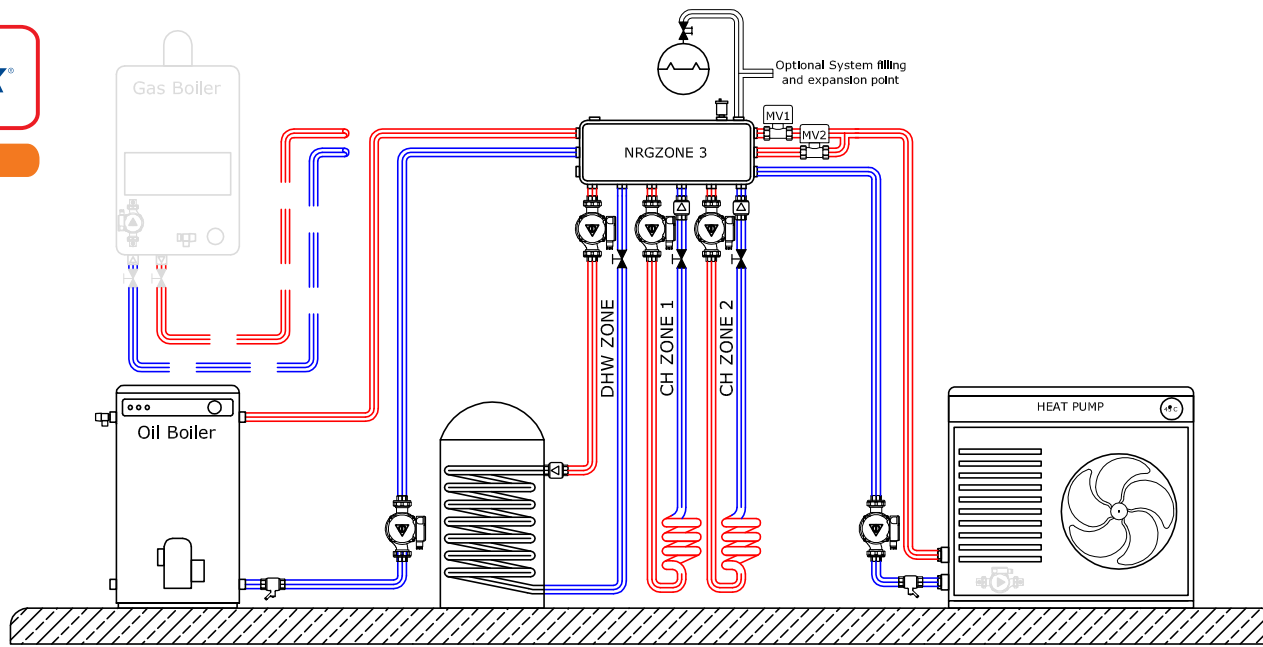 Gas Boiler
Optional System filling
and expansion point
MV1
MV2
NRGZONE 3
DHW ZONE
CH ZONE 1
CH ZONE 2
Oil Boiler
HEAT PUMP